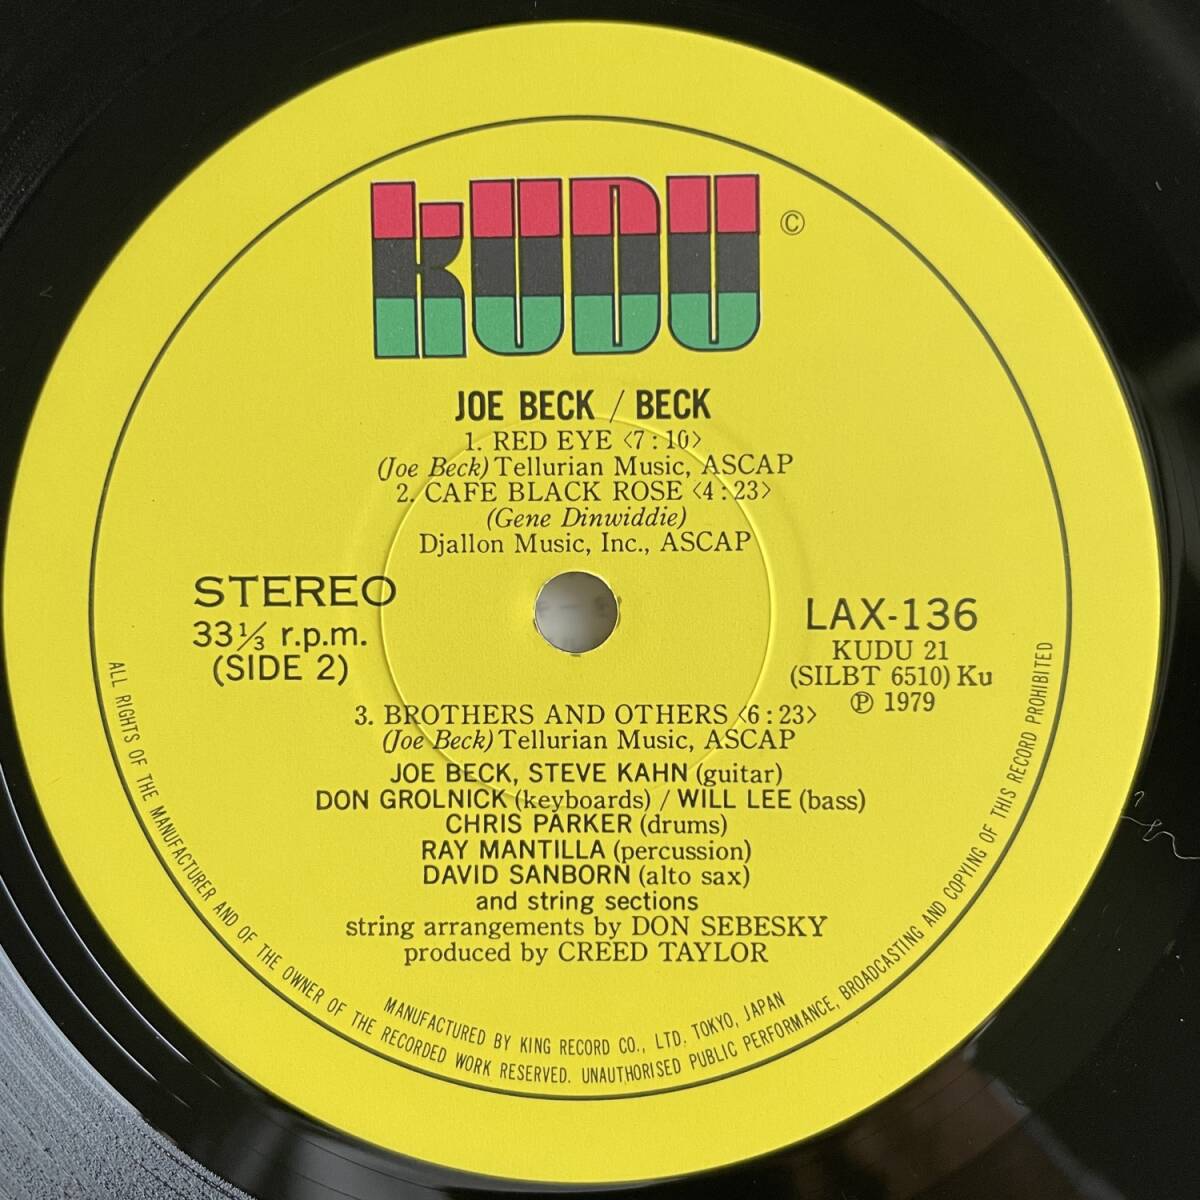 KUDU ©
JOE BECK / BECK
1. RED EYE <7:10>
(Joe Beck) Tellurian Music, ASCAP
2. CAFE BLACK ROSE <4:23>
(Gene Dinwiddie)
Djallon Music, Inc., ASCAP
STEREO
33⅓ r.p.m.
(SIDE 2)
LAX-136
KUDU 21
(SILBT 6510) Ku
Ⓟ 1979
3. BROTHERS AND OTHERS <6:23>
(Joe Beck) Tellurian Music, ASCAP
JOE BECK, STEVE KAHN (guitar)
DON GROLNICK (keyboards) / WILL LEE (bass)
CHRIS PARKER (drums)
RAY MANTILLA (percussion)
DAVID SANBORN (alto sax)
and string sections
string arrangements by DON SEBESKY
produced by CREED TAYLOR
MANUFACTURED BY KING RECORD CO., LTD. TOKYO, JAPAN
ALL RIGHTS OF THE MANUFACTURER AND OF THE OWNER OF THE RECORDED WORK RESERVED. UNAUTHORISED PUBLIC PERFORMANCE, BROADCASTING AND COPYING OF THIS RECORD PROHIBITED